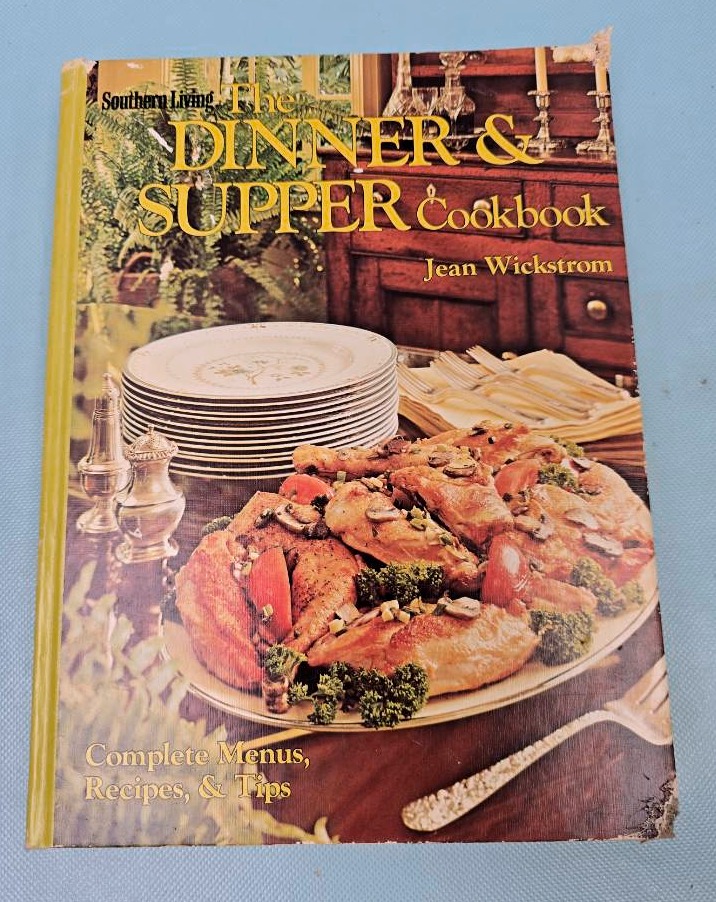 Southern Living The
DINNER &
SUPPER Cookbook
Jean Wickstrom
Complete Menus,
Recipes, & Tips